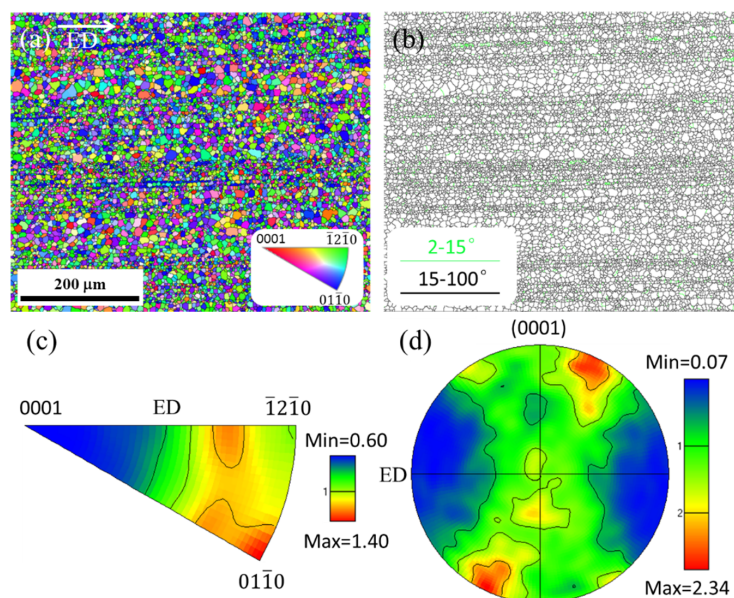 (a) ED
(b)
0001 1̅21̅0
011̅0
200 μm
2-15°
15-100°
(c)
(d)
(0001)
0001 ED 1̅21̅0
011̅0
Min=0.60
1
Max=1.40
ED
Min=0.07
1
2
Max=2.34